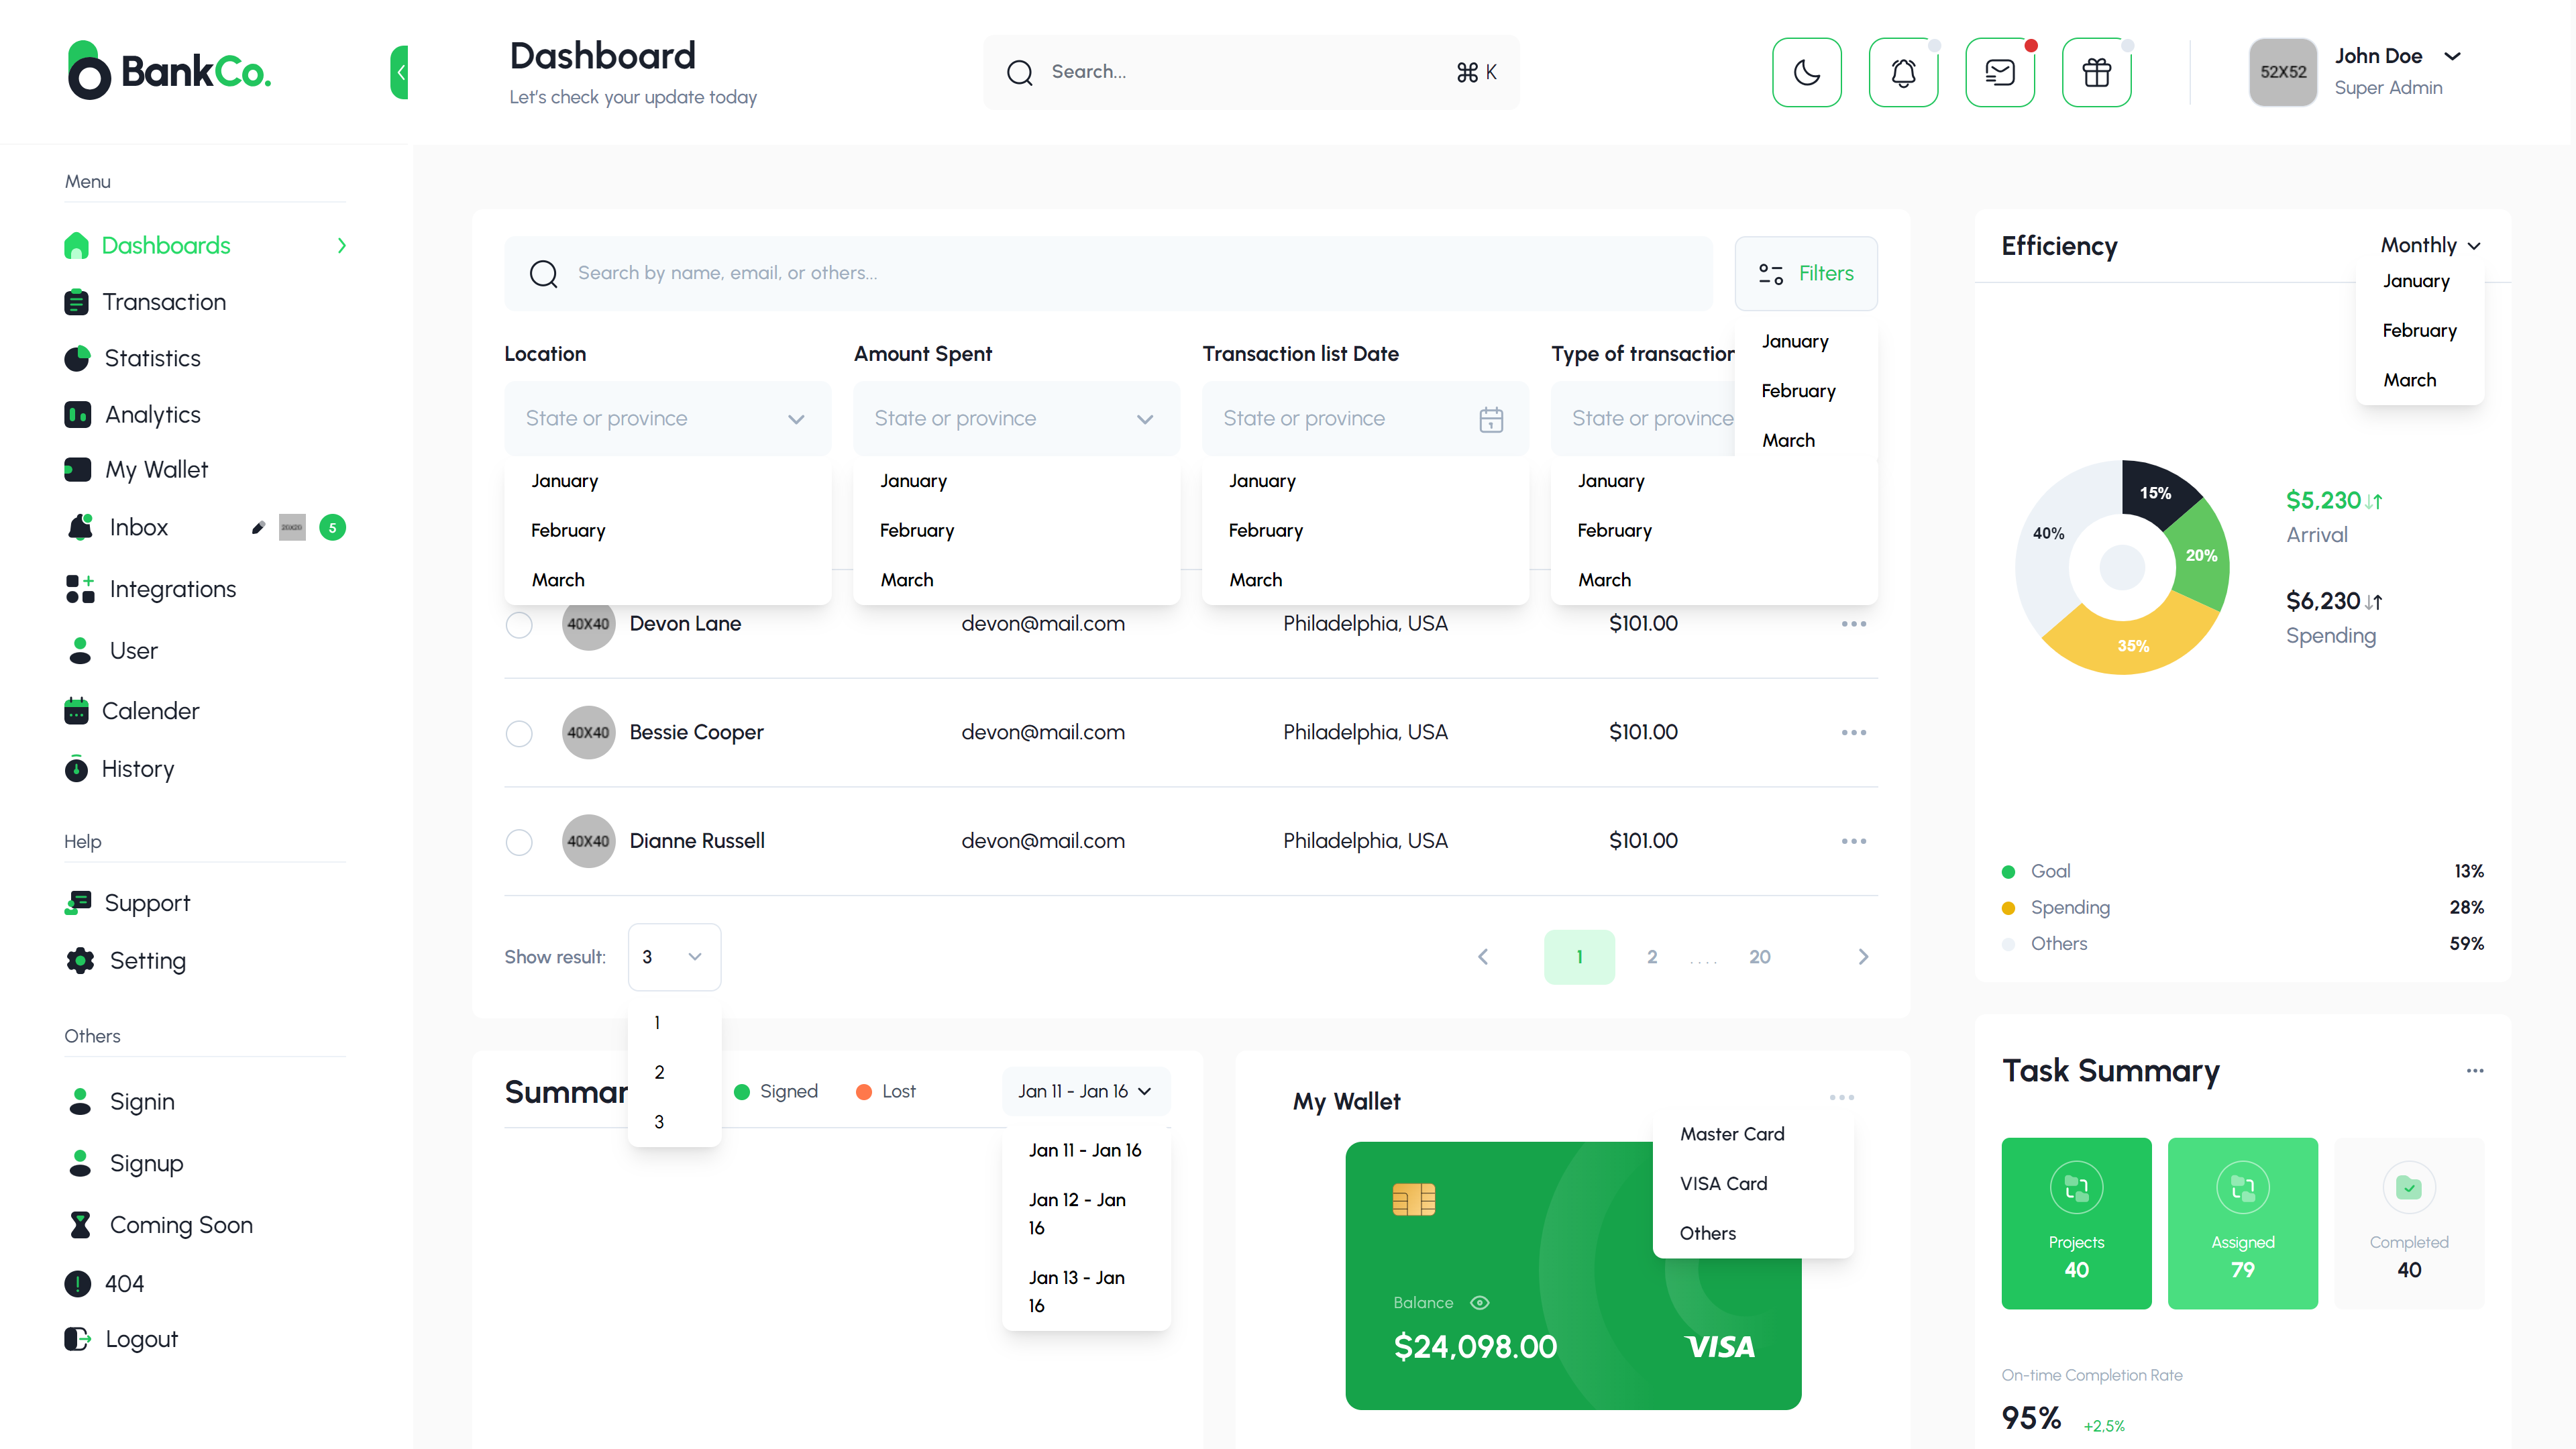 BankCo.
Dashboard
Let's check your update today
Search...
⌘ K
52X52
John Doe
Super Admin
Menu
Dashboards
Transaction
Statistics
Analytics
My Wallet
Inbox
20X20
5
Integrations
User
Calender
History
Help
Support
Setting
Others
Signin
Signup
Coming Soon
404
Logout
Search by name, email, or others...
Filters
January
February
March
Location
Amount Spent
Transaction list Date
Type of transaction
State or province
State or province
State or province
State or province
January
February
March
January
February
March
January
February
March
January
February
March
40X40 Devon Lane devon@mail.com Philadelphia, USA $101.00
40X40 Bessie Cooper devon@mail.com Philadelphia, USA $101.00
40X40 Dianne Russell devon@mail.com Philadelphia, USA $101.00
Show result: 3
1
2
3
1 2 .... 20
Efficiency
Monthly
January
February
March
15%
20%
35%
40%
$5,230
Arrival
$6,230
Spending
Goal 13%
Spending 28%
Others 59%
Summar
Signed
Lost
Jan 11 - Jan 16
Jan 11 - Jan 16
Jan 12 - Jan
16
Jan 13 - Jan
16
My Wallet
Master Card
VISA Card
Others
Balance
$24,098.00
VISA
Task Summary
Projects
40
Assigned
79
Completed
40
On-time Completion Rate
95% +2,5%